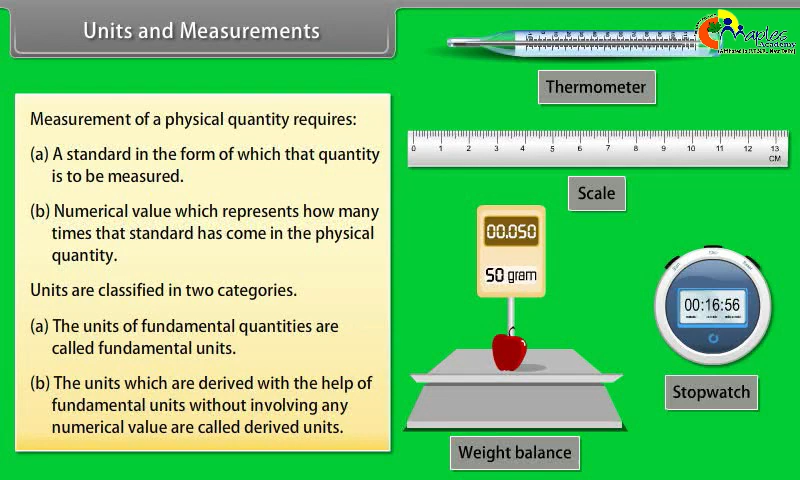 Units and Measurements
Maples
Academy
Thermometer
Measurement of a physical quantity requires:
(a) A standard in the form of which that quantity
is to be measured.
(b) Numerical value which represents how many
times that standard has come in the physical
quantity.
Units are classified in two categories.
(a) The units of fundamental quantities are
called fundamental units.
(b) The units which are derived with the help of
fundamental units without involving any
numerical value are called derived units.
0 1 2 3 4 5 6 7 8 9 10 11 12 13
CM
Scale
00.050
50 gram
00:16:56
Stopwatch
Weight balance